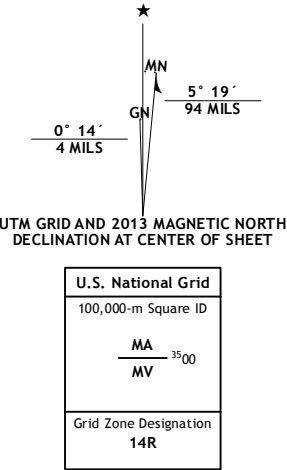 ★
MN
GN
5° 19´
94 MILS
0° 14´
4 MILS
UTM GRID AND 2013 MAGNETIC NORTH
DECLINATION AT CENTER OF SHEET
U.S. National Grid
100,000-m Square ID
MA
3500
MV
Grid Zone Designation
14R